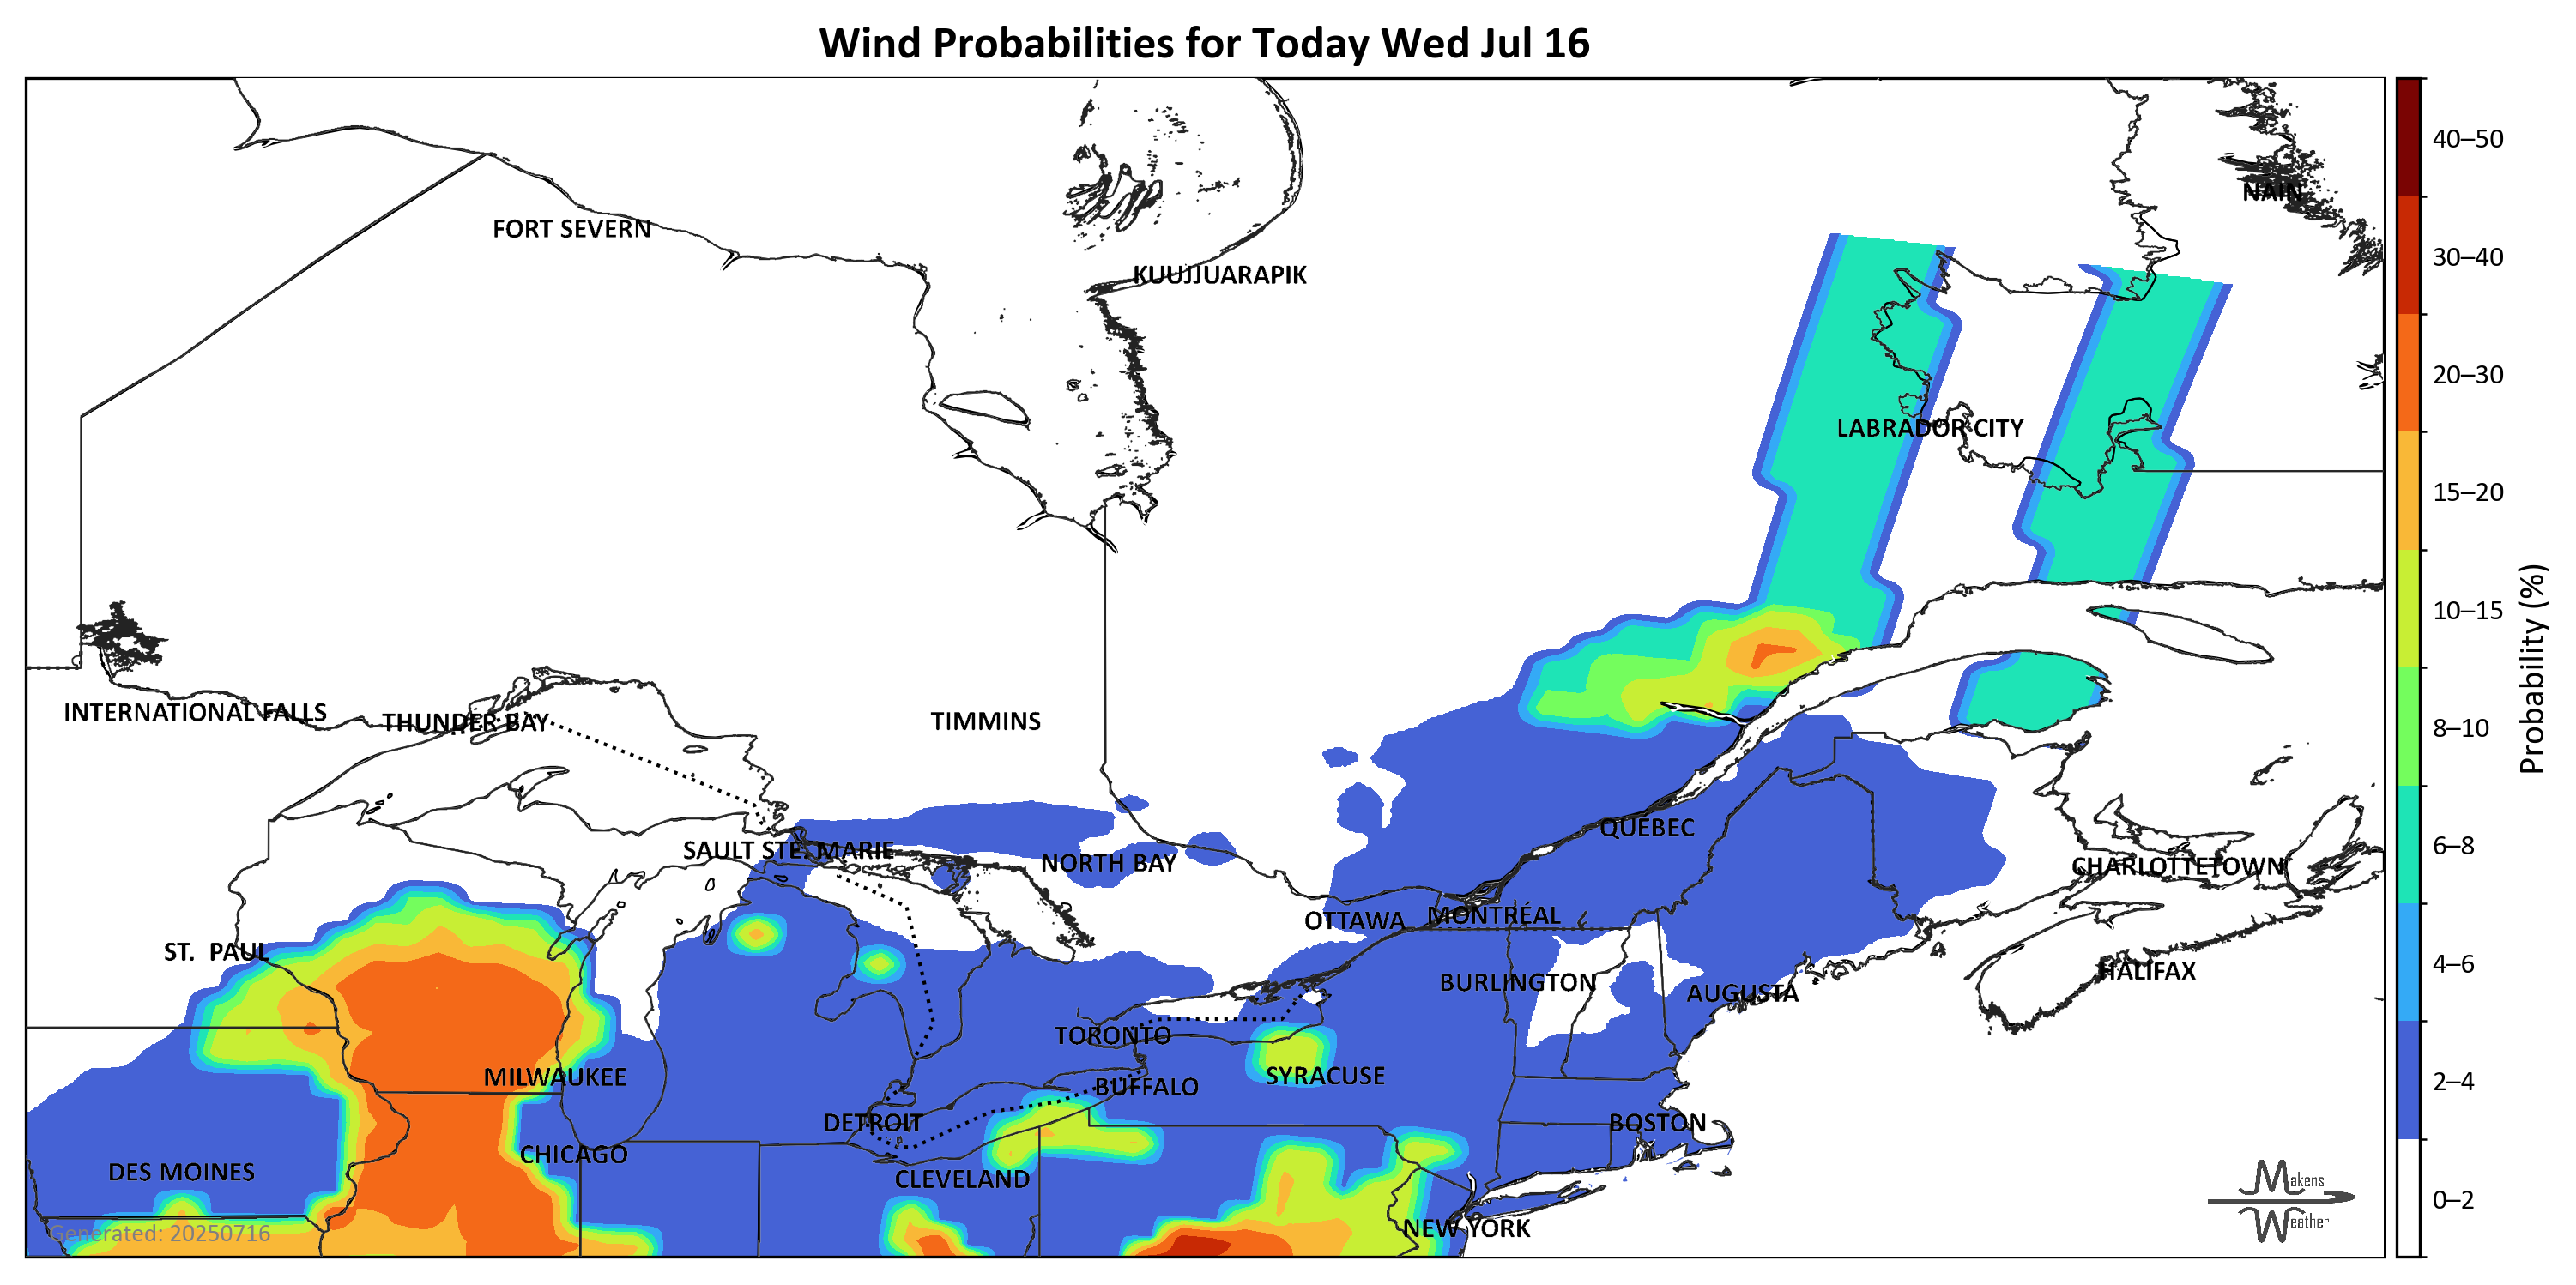 Wind Probabilities for Today Wed Jul 16
NAIN
FORT SEVERN
KUUJJUARAPIK
LABRADOR CITY
INTERNATIONAL FALLS
THUNDER BAY
TIMMINS
QUÉBEC
SAULT STE. MARIE
NORTH BAY
CHARLOTTETOWN
OTTAWA
MONTRÉAL
ST. PAUL
HALIFAX
BURLINGTON
AUGUSTA
TORONTO
MILWAUKEE
BUFFALO
SYRACUSE
DETROIT
BOSTON
CHICAGO
DES MOINES
CLEVELAND
NEW YORK
Generated: 20250716
Makens
Weather
40–50
30–40
20–30
15–20
10–15
8–10
6–8
4–6
2–4
0–2
Probability (%)